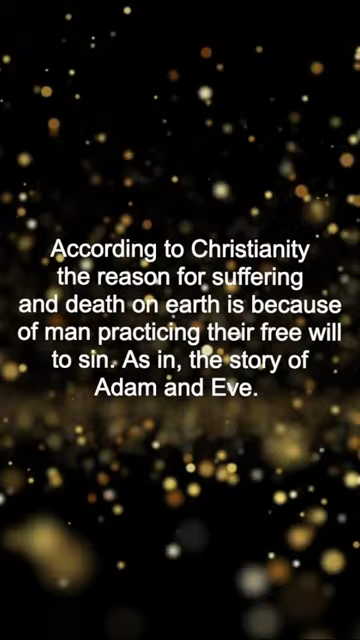 According to Christianity
the reason for suffering
and death on earth is because
of man practicing their free will
to sin. As in, the story of
Adam and Eve.